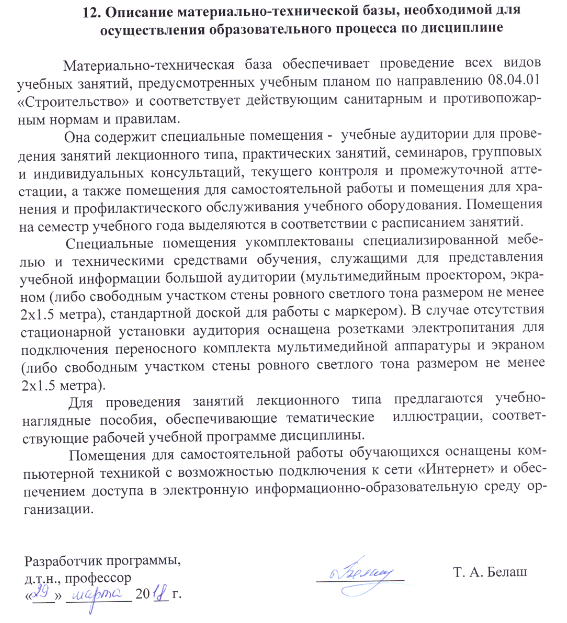 12. Описание материально-технической базы, необходимой для
осуществления образовательного процесса по дисциплине
Материально-техническая база обеспечивает проведение всех видов
учебных занятий, предусмотренных учебным планом по направлению 08.04.01
«Строительство» и соответствует действующим санитарным и противопожар-
ным нормам и правилам.
Она содержит специальные помещения - учебные аудитории для прове-
дения занятий лекционного типа, практических занятий, семинаров, групповых
и индивидуальных консультаций, текущего контроля и промежуточной атте-
стации, а также помещения для самостоятельной работы и помещения для хра-
нения и профилактического обслуживания учебного оборудования. Помещения
на семестр учебного года выделяются в соответствии с расписанием занятий.
Специальные помещения укомплектованы специализированной мебе-
лью и техническими средствами обучения, служащими для представления
учебной информации большой аудитории (мультимедийным проектором, экра-
ном (либо свободным участком стены ровного светлого тона размером не менее
2х1.5 метра), стандартной доской для работы с маркером). В случае отсутствия
стационарной установки аудитория оснащена розетками электропитания для
подключения переносного комплекта мультимедийной аппаратуры и экраном
(либо свободным участком стены ровного светлого тона размером не менее
2х1.5 метра).
Для проведения занятий лекционного типа предлагаются учебно-
наглядные пособия, обеспечивающие тематические иллюстрации, соответ-
ствующие рабочей учебной программе дисциплины.
Помещения для самостоятельной работы обучающихся оснащены ком-
пьютерной техникой с возможностью подключения к сети «Интернет» и обес-
печением доступа в электронную информационно-образовательную среду ор-
ганизации.
Разработчик программы,
д.т.н., профессор Т. А. Белаш
«29» марта 2018 г.